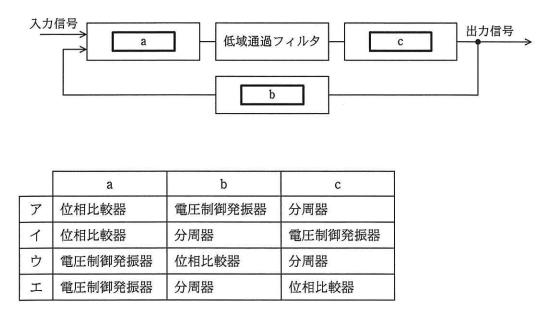 入力信号
a
低域通過フィルタ
c
出力信号
b
a b c
ア 位相比較器 電圧制御発振器 分周器
イ 位相比較器 分周器 電圧制御発振器
ウ 電圧制御発振器 位相比較器 分周器
エ 電圧制御発振器 分周器 位相比較器